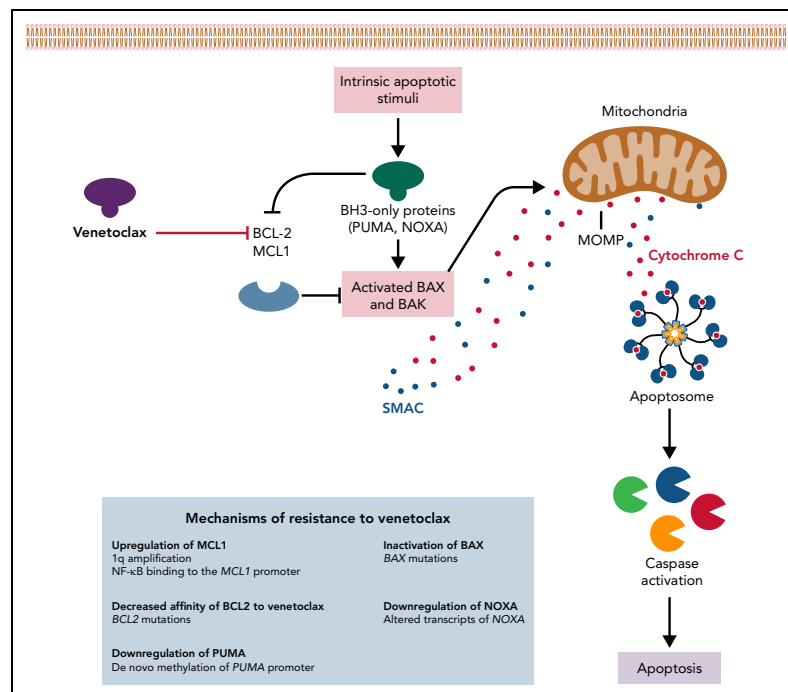 Intrinsic apoptotic
stimuli
Mitochondria
Venetoclax
BCL-2
MCL1
BH3-only proteins
(PUMA, NOXA)
MOMP
Cytochrome C
Activated BAX
and BAK
SMAC
Apoptosome
Caspase
activation
Apoptosis
Mechanisms of resistance to venetoclax
Upregulation of MCL1
1q amplification
NF-κB binding to the MCL1 promoter
Inactivation of BAX
BAX mutations
Decreased affinity of BCL2 to venetoclax
BCL2 mutations
Downregulation of NOXA
Altered transcripts of NOXA
Downregulation of PUMA
De novo methylation of PUMA promoter